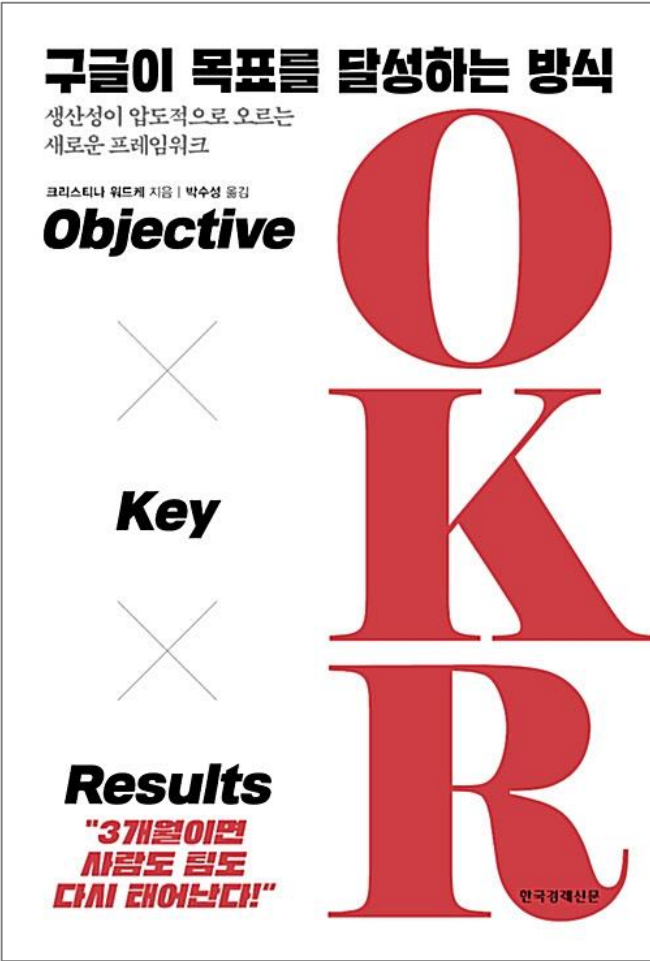 구글이 목표를 달성하는 방식
생산성이 압도적으로 오르는
새로운 프레임워크
크리스티나 워드케 지음 | 박수성 옮김
Objective
Key
Results
"3개월이면
사람도 팀도
다시 태어난다!"
O
K
R
한국경제신문